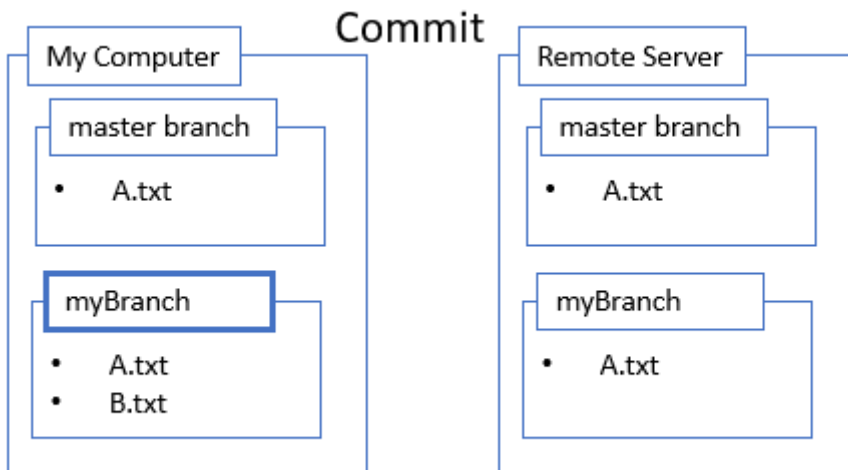 Commit
My Computer
master branch
• A.txt
myBranch
• A.txt
• B.txt
Remote Server
master branch
• A.txt
myBranch
• A.txt